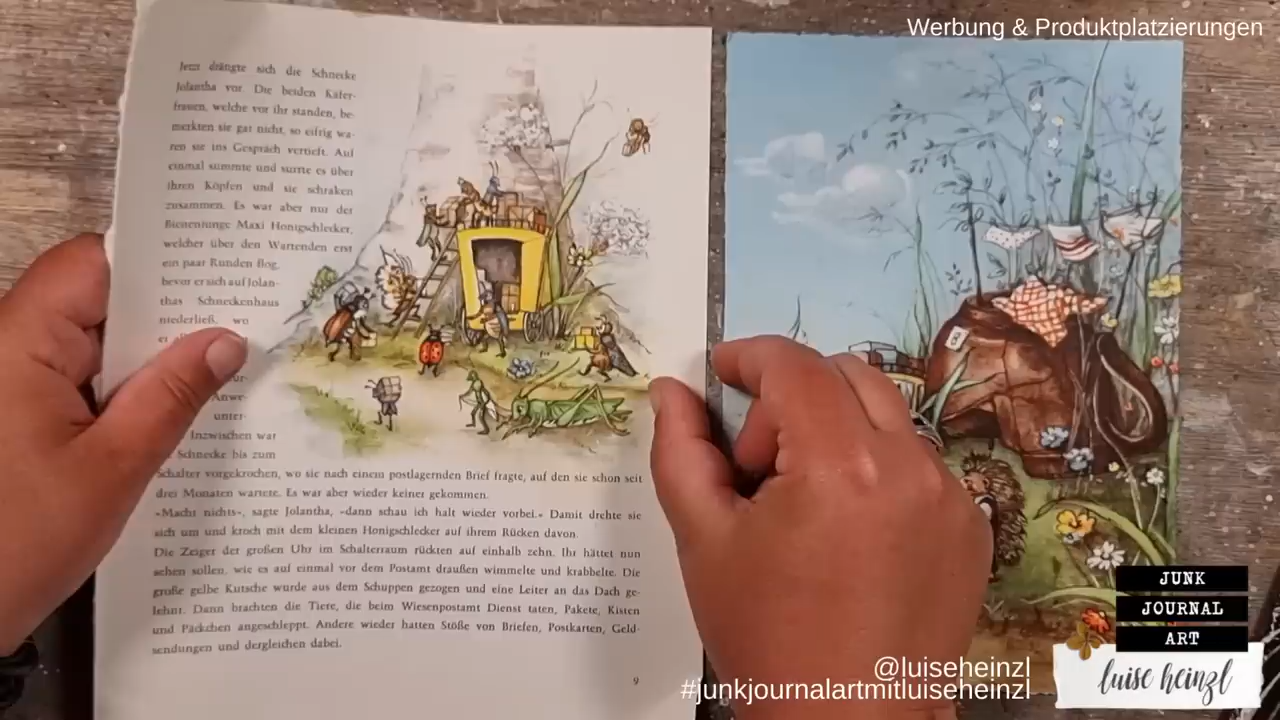 Werbung & Produktplatzierungen
Jetzt drängte sich die Schnecke
Jolantha vor. Die beiden Käfer-
frauen, welche vor ihr standen, be-
merkten sie gar nicht, so eifrig wa-
ren sie ins Gespräch vertieft. Auf
einmal summte und surrte es über
ihren Köpfen und sie schraken
zusammen. Es war aber nur der
Bienenjunge Maxi Honigschlecker,
welcher über den Wartenden erst
ein paar Runden flog,
bevor er sich auf Jolan-
thas Schneckenhaus
niederließ, wo
er
Anwe-
unter-
Inzwischen war
Schnecke bis zum
Schalter vorgekrochen, wo sie nach einem postlagernden Brief fragte, auf den sie schon seit
drei Monaten wartete. Es war aber wieder keiner gekommen.
»Macht nichts«, sagte Jolantha, »dann schau ich halt wieder vorbei.« Damit drehte sie
sich um und kroch mit dem kleinen Honigschlecker auf ihrem Rücken davon.
Die Zeiger der großen Uhr im Schalterraum rückten auf einhalb zehn. Ihr hättet nun
sehen sollen, wie es auf einmal vor dem Postamt draußen wimmelte und krabbelte. Die
große gelbe Kutsche wurde aus dem Schuppen gezogen und eine Leiter an das Dach ge-
lehnt. Dann brachten die Tiere, die beim Wiesenpostamt Dienst taten, Pakete, Kisten
und Päckchen angeschleppt. Andere wieder hatten Stöße von Briefen, Postkarten, Geld-
sendungen und dergleichen dabei.
9
JUNK
JOURNAL
ART
luise heinzl
@luiseheinzl
#junkjournalartmitluiseheinzl